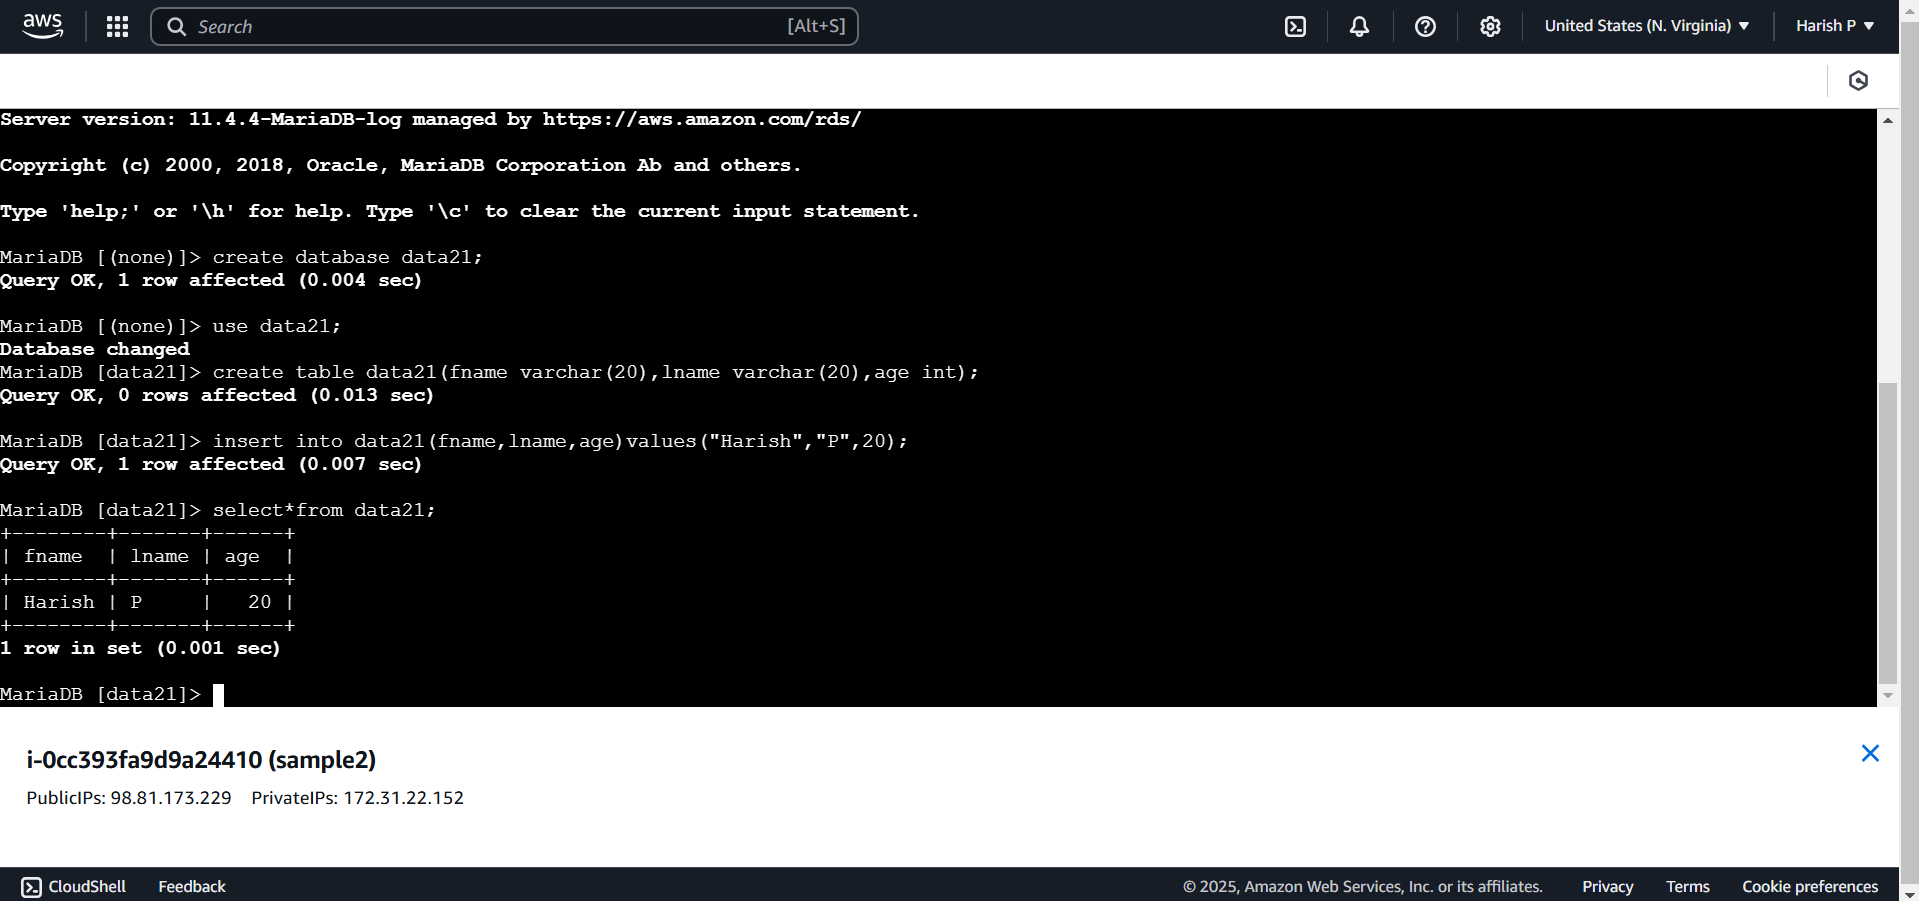 aws
Search [Alt+S]
United States (N. Virginia) ▼
Harish P ▼
Server version: 11.4.4-MariaDB-log managed by https://aws.amazon.com/rds/
Copyright (c) 2000, 2018, Oracle, MariaDB Corporation Ab and others.
Type 'help;' or '\h' for help. Type '\c' to clear the current input statement.
MariaDB [(none)]> create database data21;
Query OK, 1 row affected (0.004 sec)
MariaDB [(none)]> use data21;
Database changed
MariaDB [data21]> create table data21(fname varchar(20),lname varchar(20),age int);
Query OK, 0 rows affected (0.013 sec)
MariaDB [data21]> insert into data21(fname,lname,age)values("Harish","P",20);
Query OK, 1 row affected (0.007 sec)
MariaDB [data21]> select*from data21;
+--------+-------+------+
| fname  | lname | age  |
+--------+-------+------+
| Harish | P     |   20 |
+--------+-------+------+
1 row in set (0.001 sec)
MariaDB [data21]>
i-0cc393fa9d9a24410 (sample2)
PublicIPs: 98.81.173.229 PrivateIPs: 172.31.22.152
CloudShell Feedback © 2025, Amazon Web Services, Inc. or its affiliates. Privacy Terms Cookie preferences